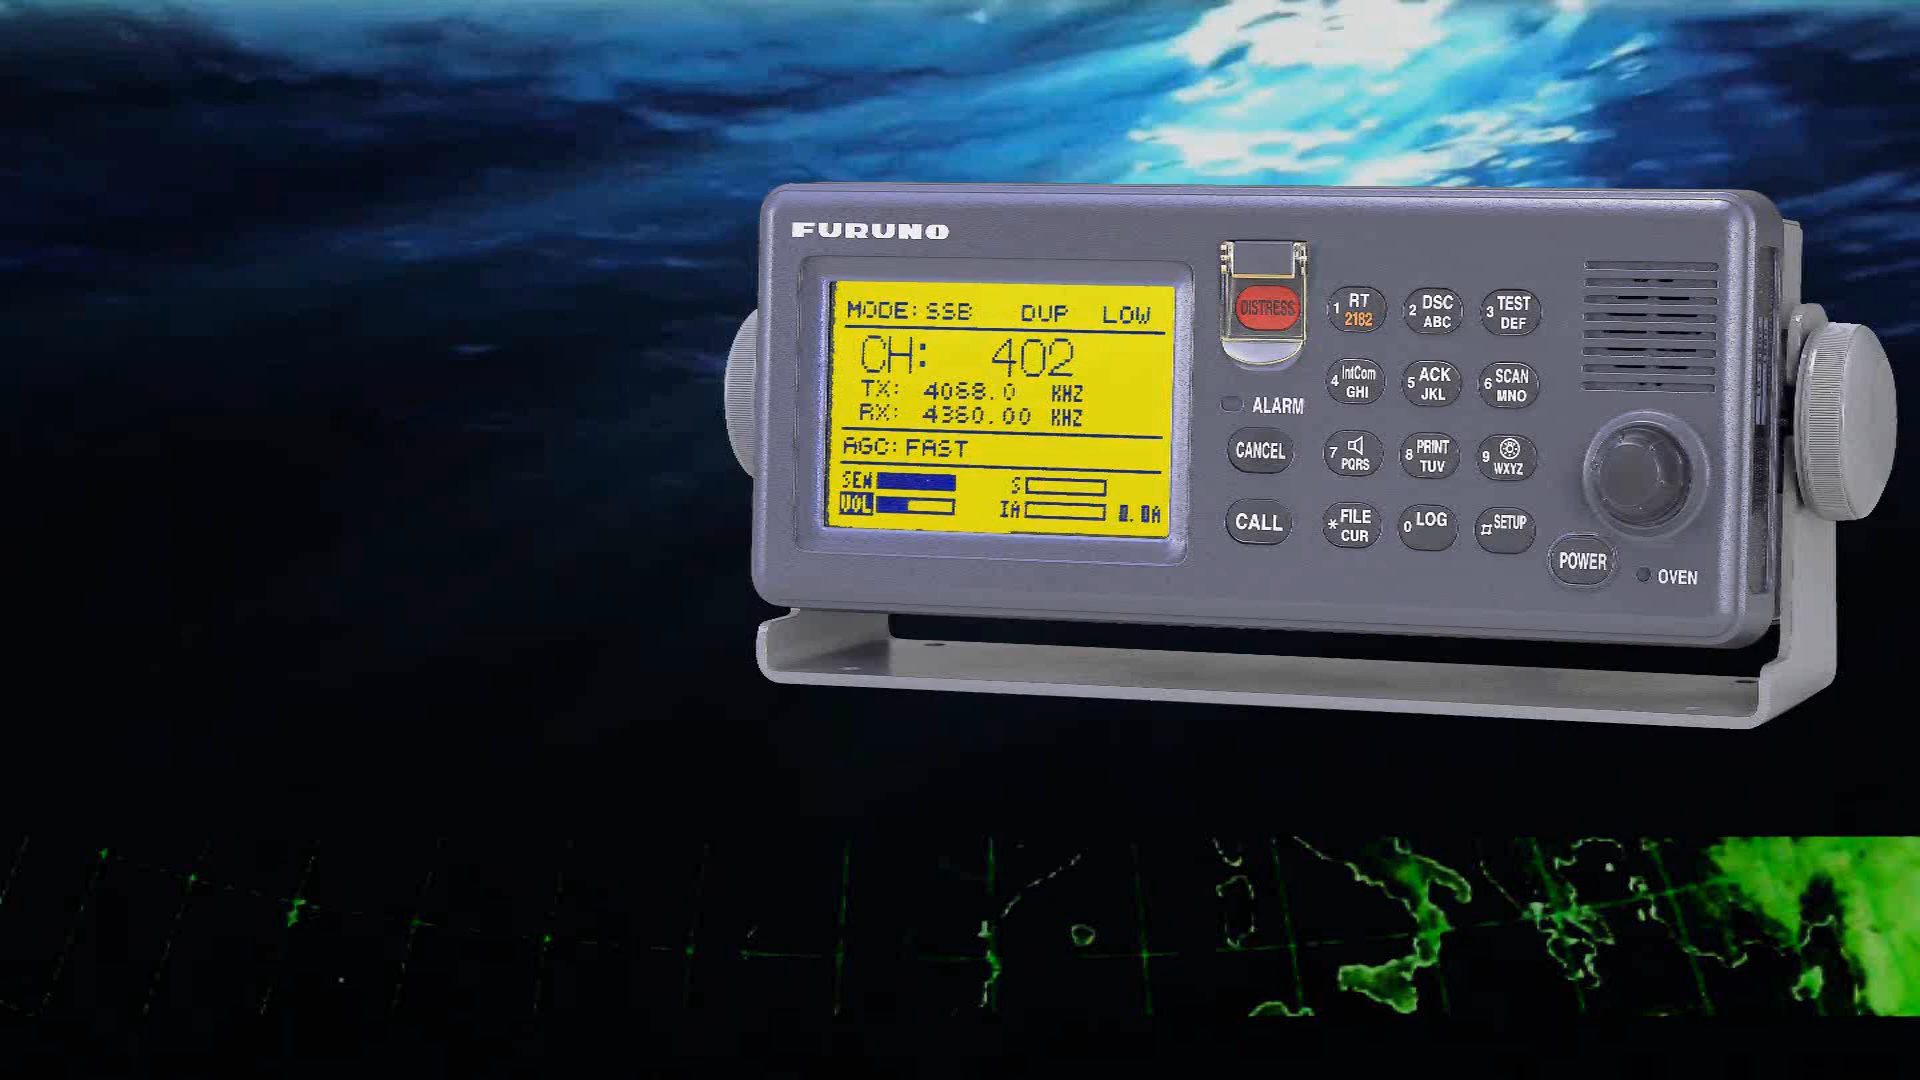 FURUNO
MODE: SSB DUP LOW
CH: 402
TX: 4068.0 KHZ
RX: 4360.00 KHZ
AGC: FAST
SEN S
VOL IA 0.0A
DISTRESS
ALARM
CANCEL
CALL
1 RT 2182
2 DSC ABC
3 TEST DEF
4 IntCom GHI
5 ACK JKL
6 SCAN MNO
7 PQRS
8 PRINT TUV
9 WXYZ
* FILE CUR
0 LOG
# SETUP
POWER
OVEN